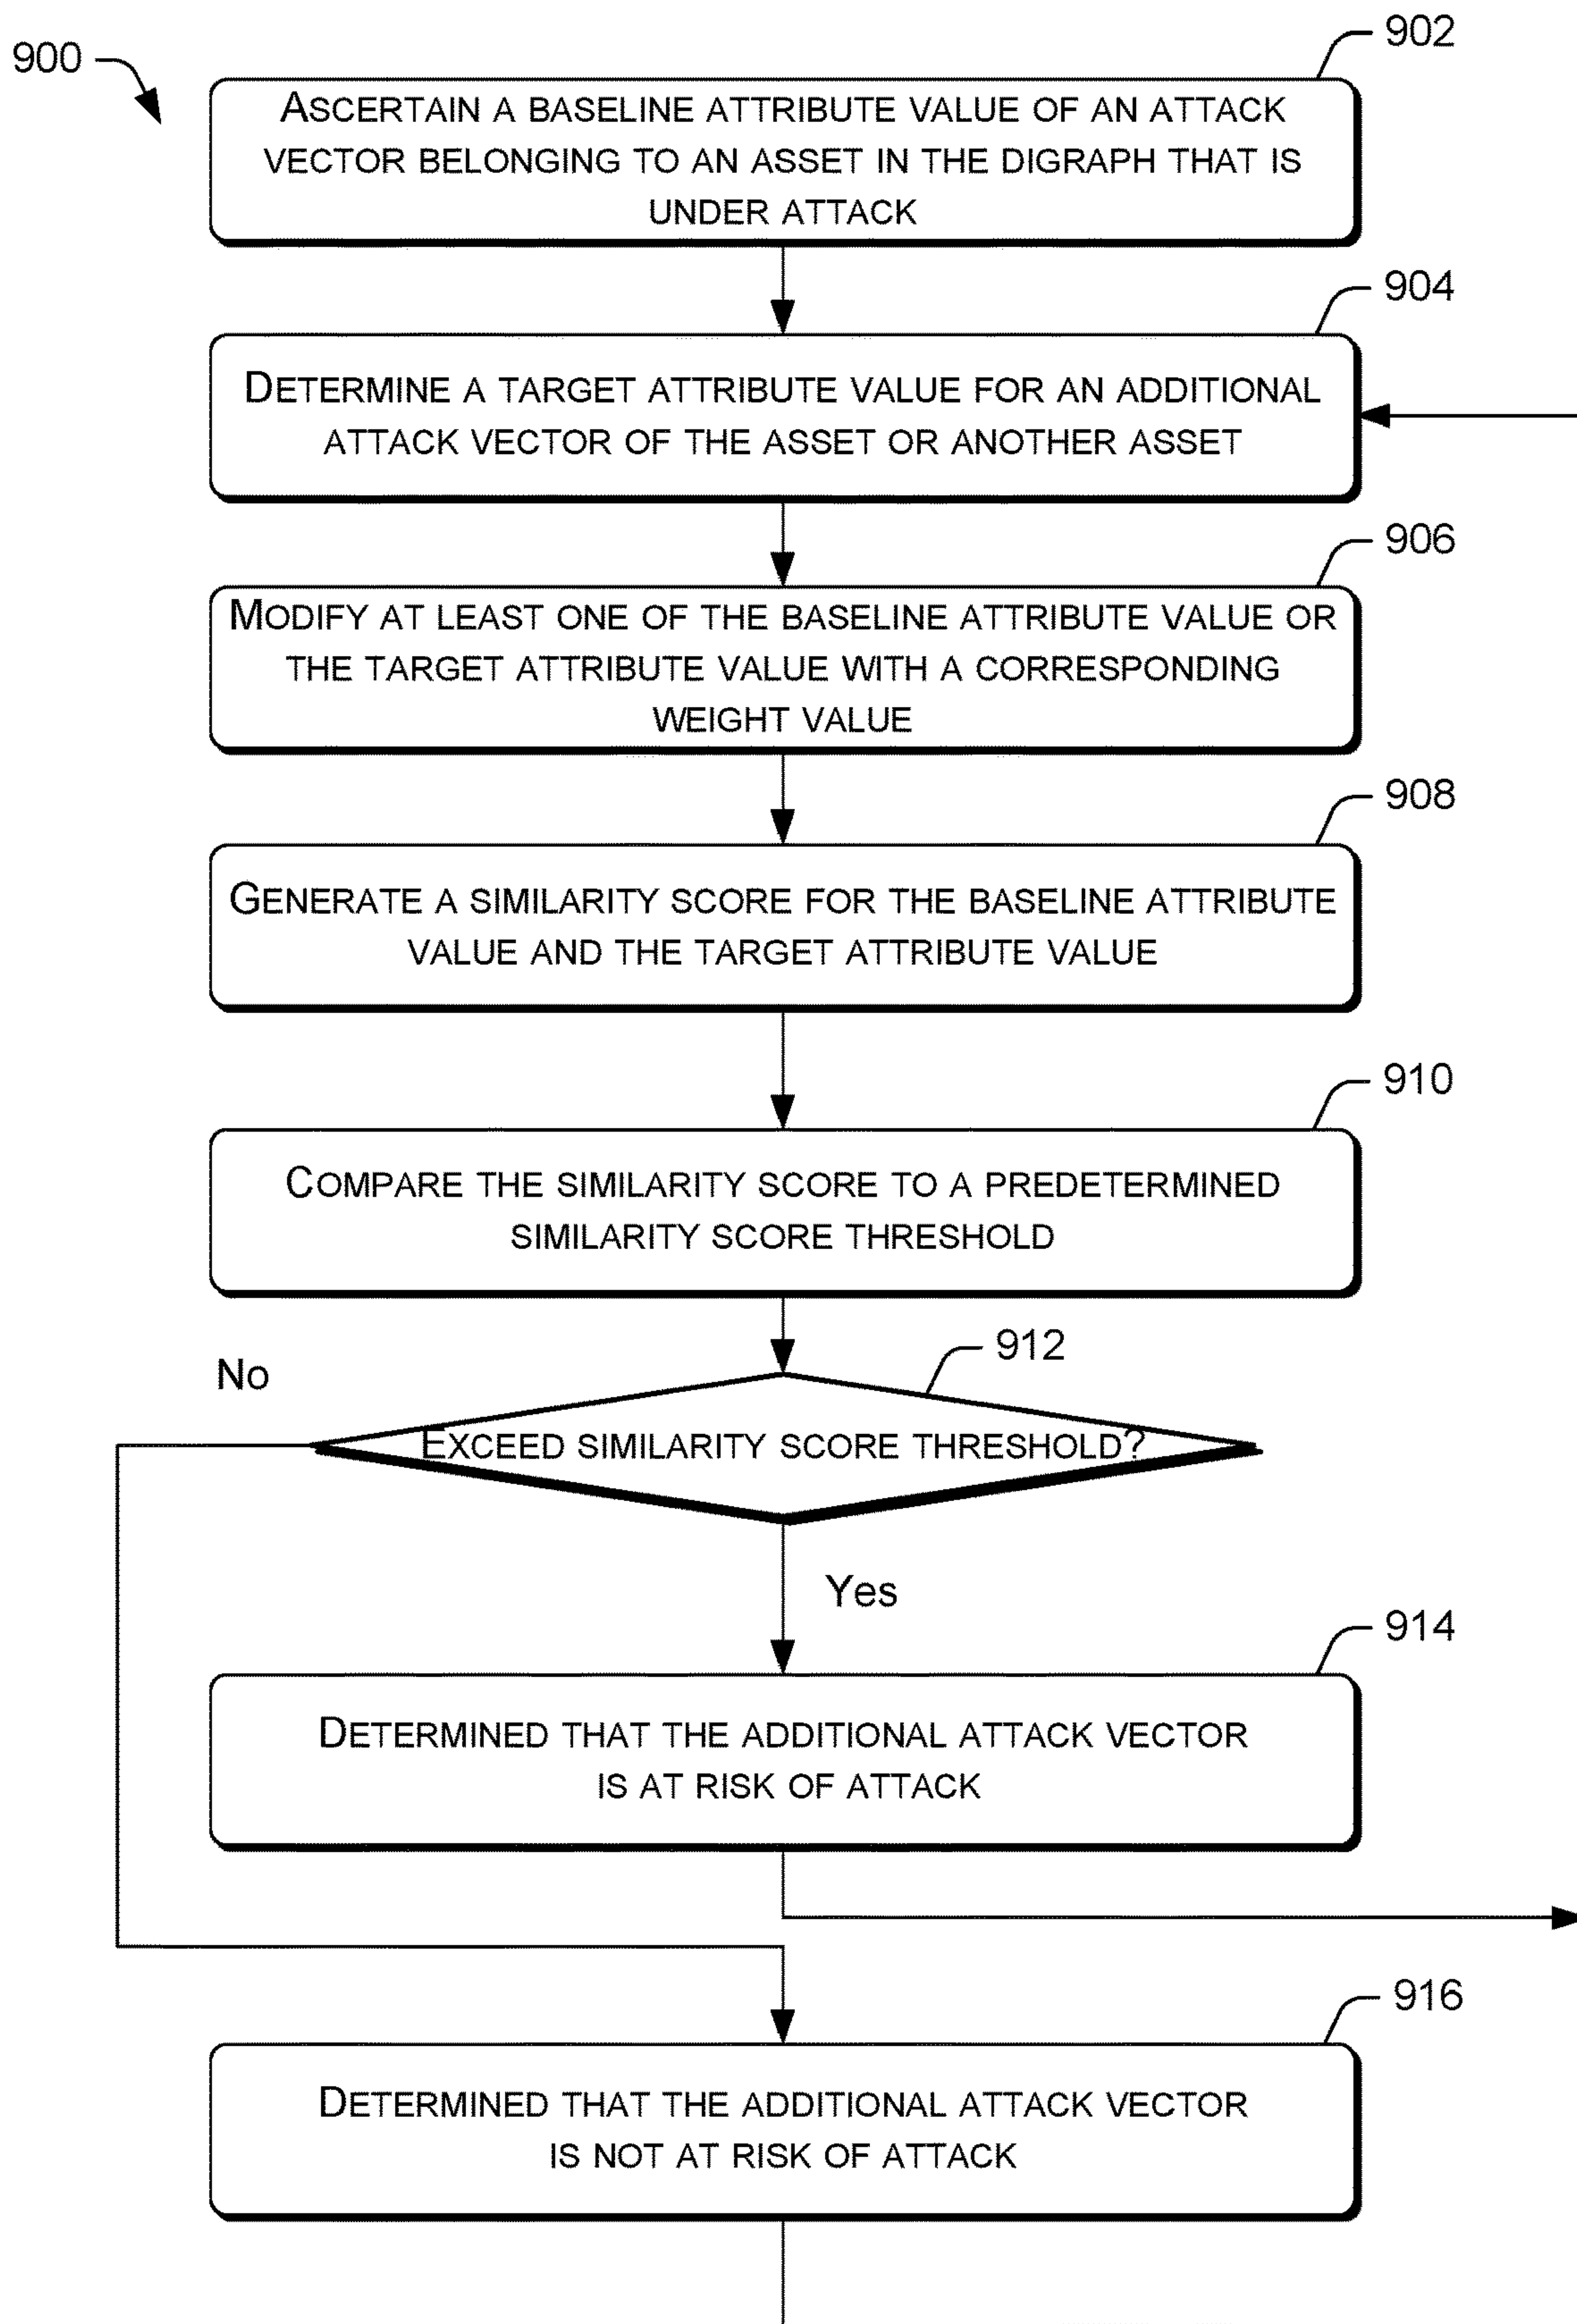 900
902
ASCERTAIN A BASELINE ATTRIBUTE VALUE OF AN ATTACK
VECTOR BELONGING TO AN ASSET IN THE DIGRAPH THAT IS
UNDER ATTACK
904
DETERMINE A TARGET ATTRIBUTE VALUE FOR AN ADDITIONAL
ATTACK VECTOR OF THE ASSET OR ANOTHER ASSET
906
MODIFY AT LEAST ONE OF THE BASELINE ATTRIBUTE VALUE OR
THE TARGET ATTRIBUTE VALUE WITH A CORRESPONDING
WEIGHT VALUE
908
GENERATE A SIMILARITY SCORE FOR THE BASELINE ATTRIBUTE
VALUE AND THE TARGET ATTRIBUTE VALUE
910
COMPARE THE SIMILARITY SCORE TO A PREDETERMINED
SIMILARITY SCORE THRESHOLD
912
No
EXCEED SIMILARITY SCORE THRESHOLD?
Yes
914
DETERMINED THAT THE ADDITIONAL ATTACK VECTOR
IS AT RISK OF ATTACK
916
DETERMINED THAT THE ADDITIONAL ATTACK VECTOR
IS NOT AT RISK OF ATTACK